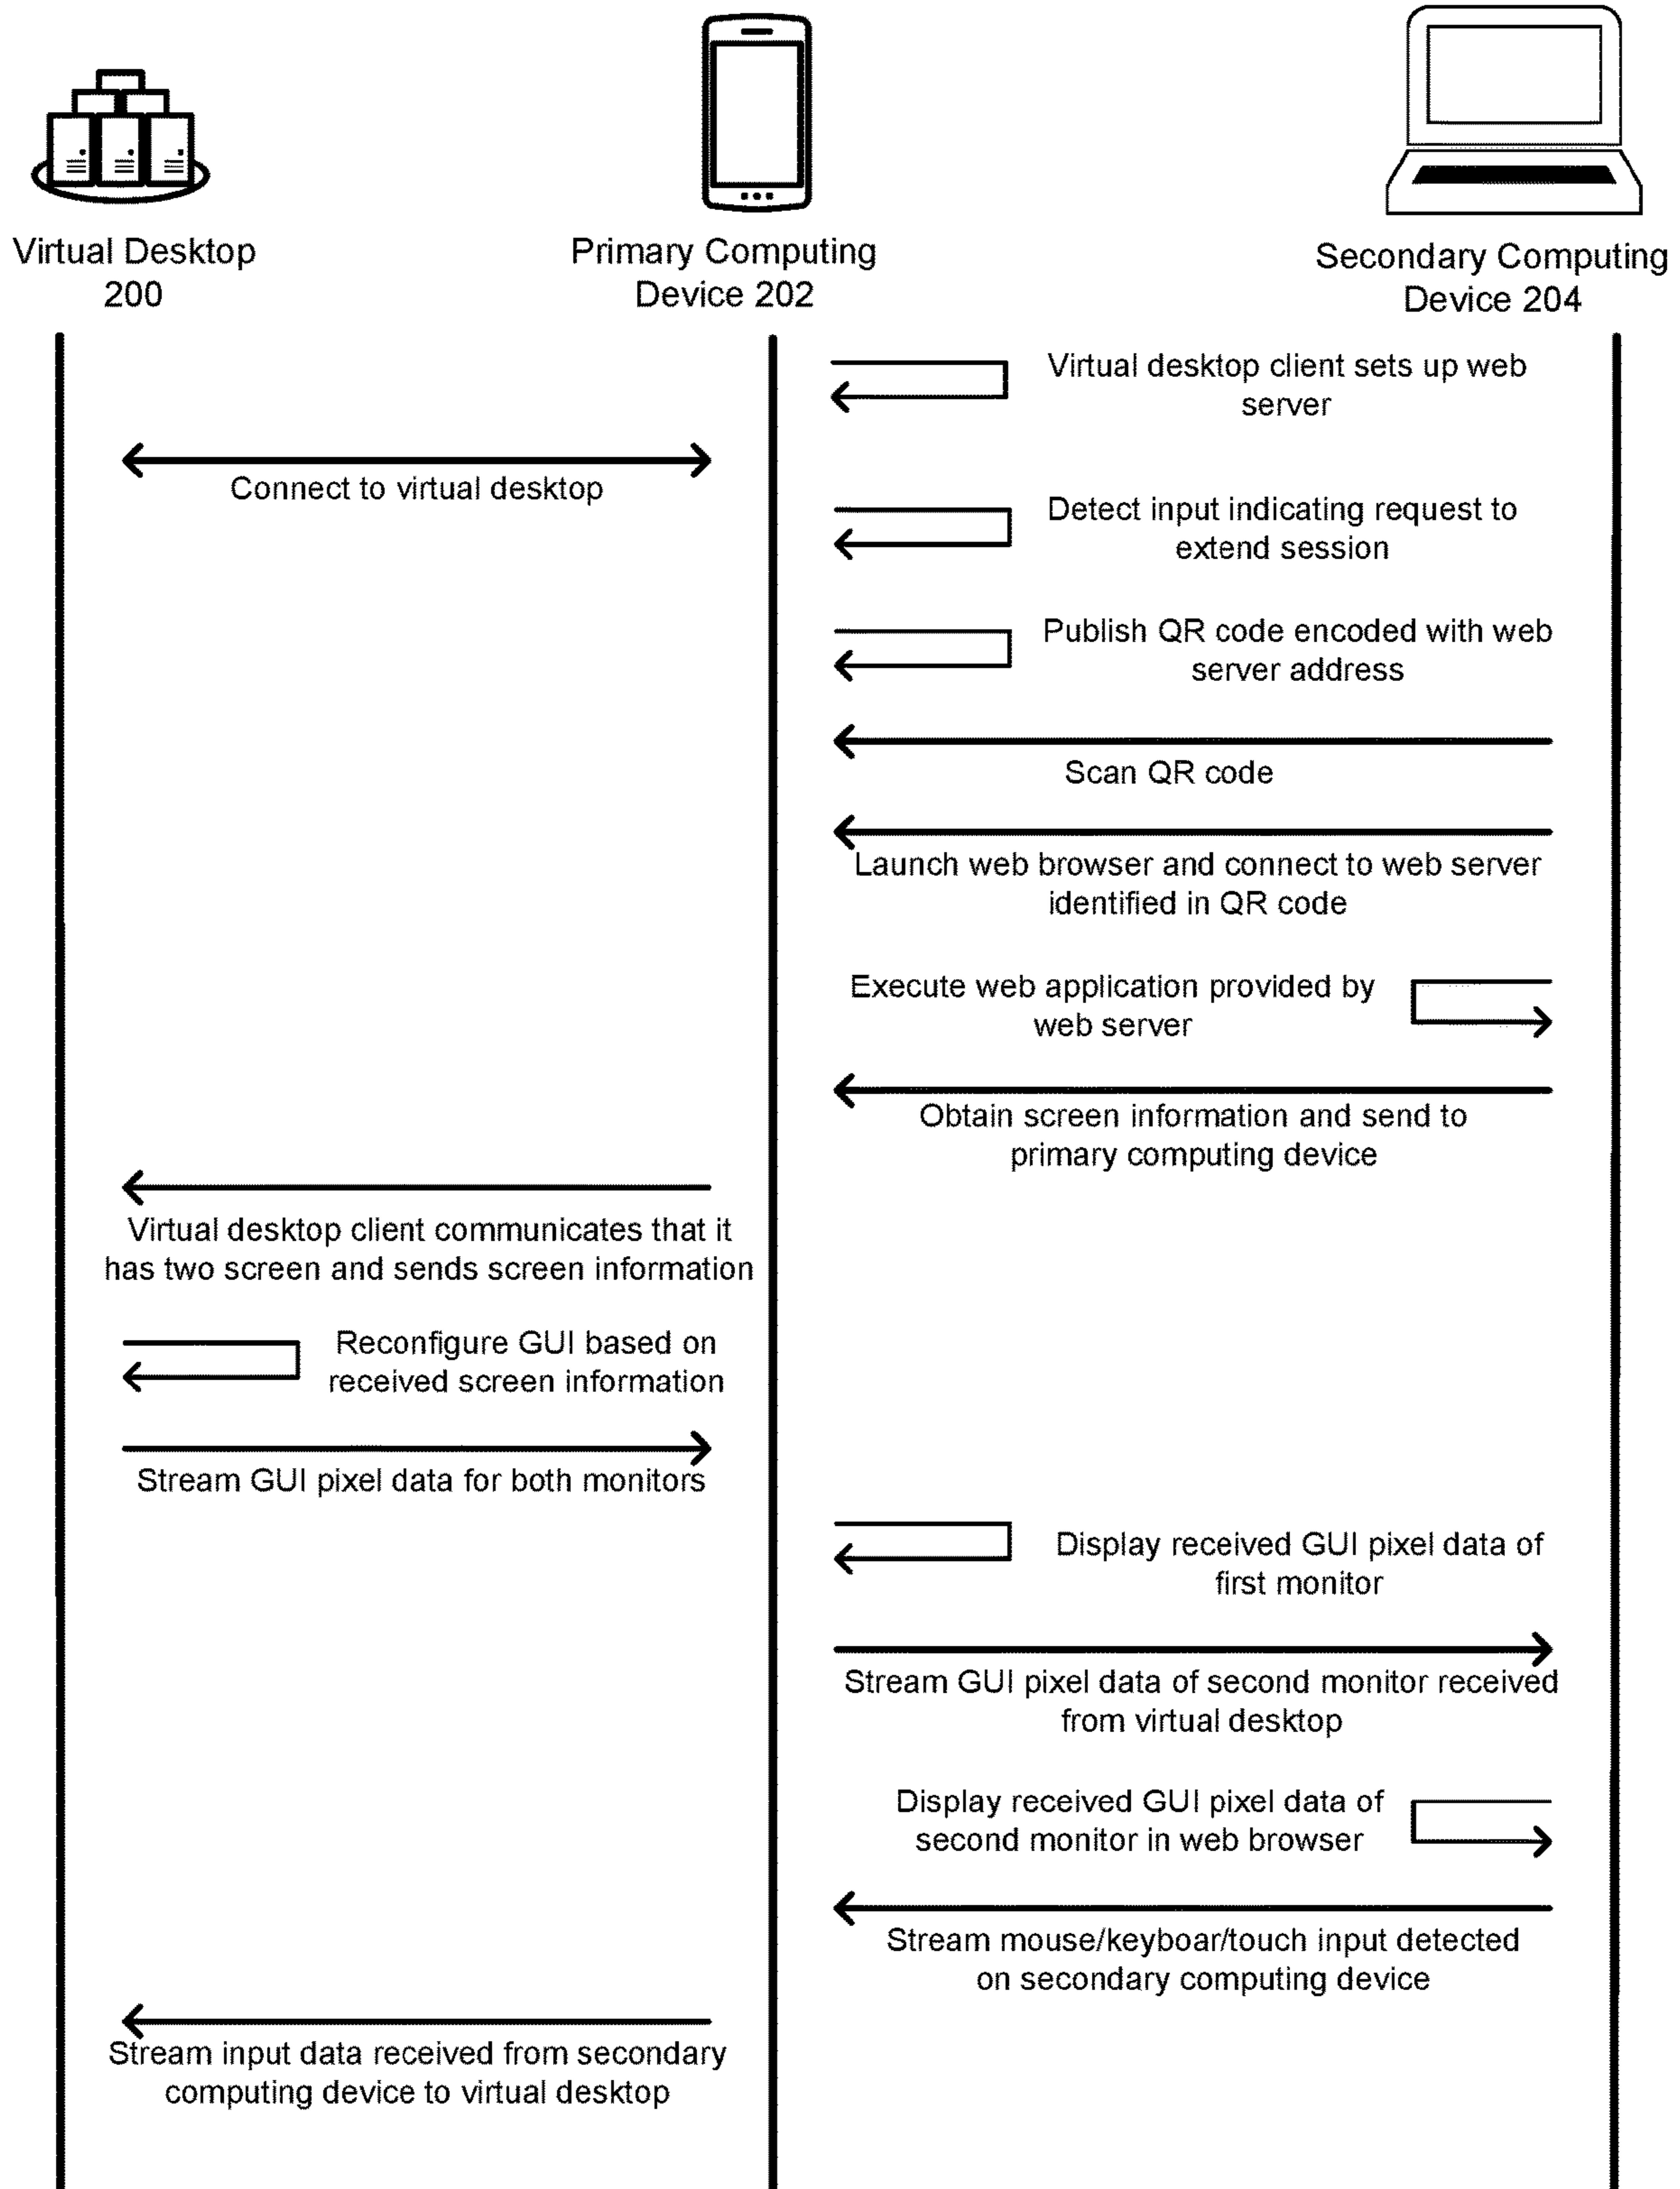 Virtual Desktop
200
Primary Computing
Device 202
Secondary Computing
Device 204
Virtual desktop client sets up web
server
Connect to virtual desktop
Detect input indicating request to
extend session
Publish QR code encoded with web
server address
Scan QR code
Launch web browser and connect to web server
identified in QR code
Execute web application provided by
web server
Obtain screen information and send to
primary computing device
Virtual desktop client communicates that it
has two screen and sends screen information
Reconfigure GUI based on
received screen information
Stream GUI pixel data for both monitors
Display received GUI pixel data of
first monitor
Stream GUI pixel data of second monitor received
from virtual desktop
Display received GUI pixel data of
second monitor in web browser
Stream mouse/keyboar/touch input detected
on secondary computing device
Stream input data received from secondary
computing device to virtual desktop